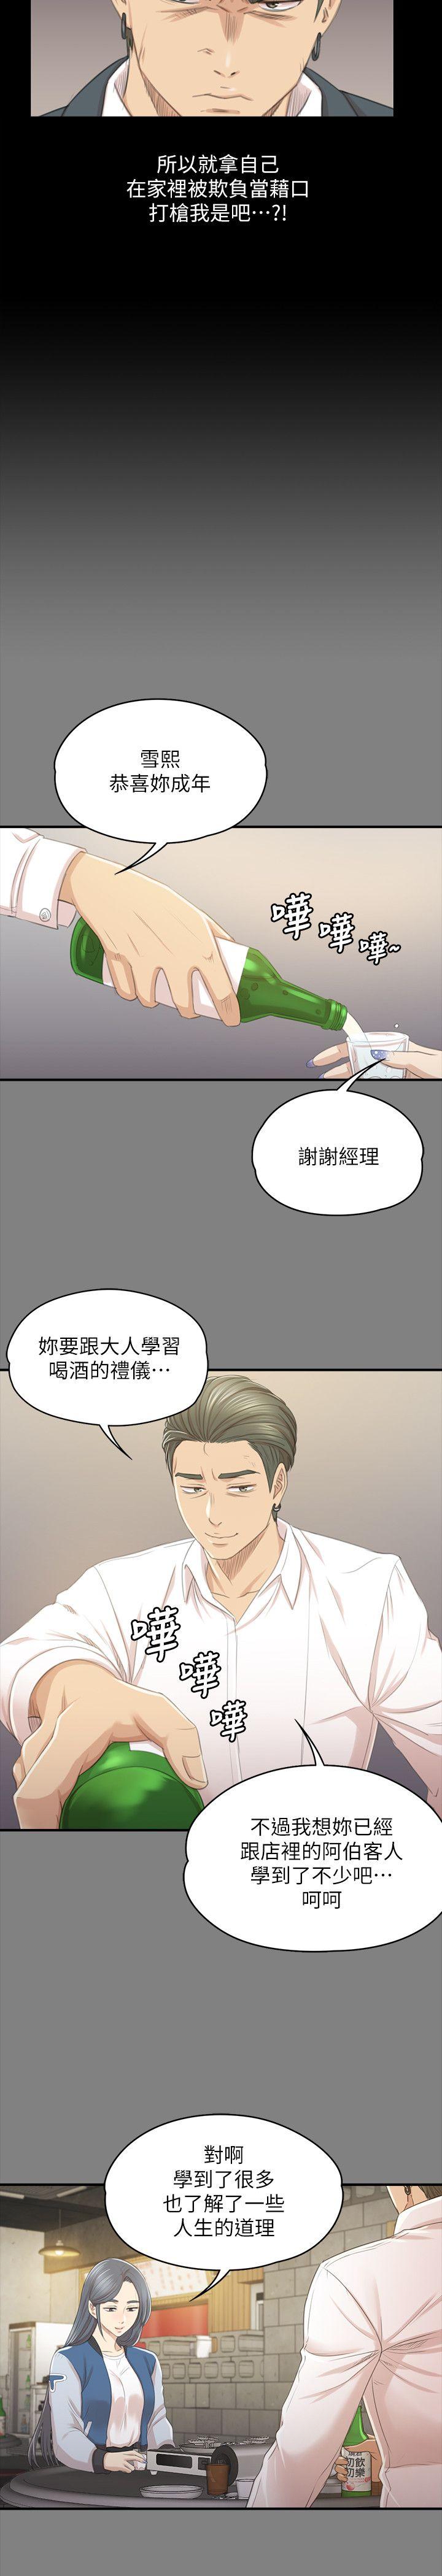 所以就拿自己
在家裡被欺負當藉口
打槍我是吧…?!
雪熙
恭喜妳成年
嘩
嘩
嘩~
謝謝經理
妳要跟大人學習
喝酒的禮儀…
嘩
嘩
嘩
不過我想妳已經
跟店裡的阿伯客人
學到了不少吧…
呵呵
對啊
學到了很多
也了解了一些
人生的道理
初飲
初樂